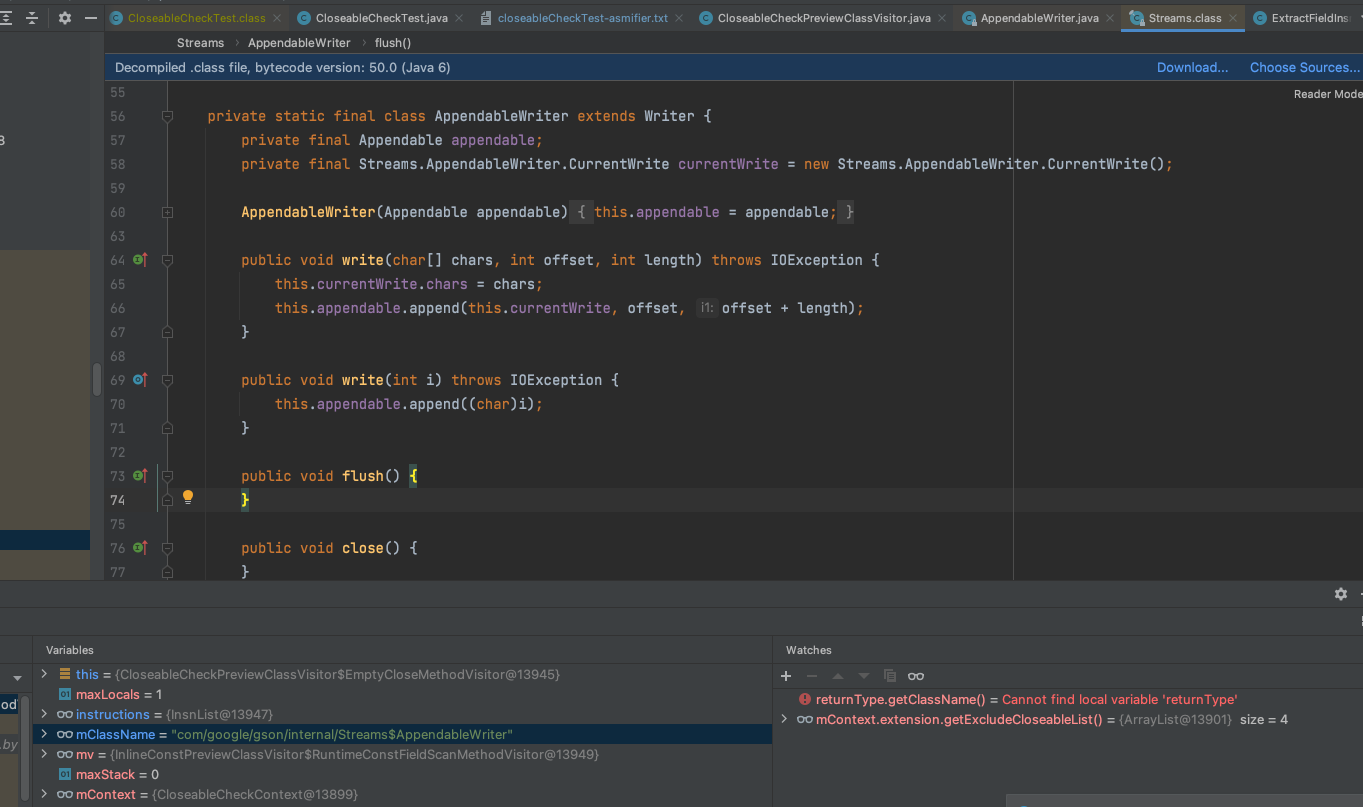 CloseableCheckTest.class CloseableCheckTest.java closeableCheckTest-asmifier.txt CloseableCheckPreviewClassVisitor.java AppendableWriter.java Streams.class ExtractFieldIns
Streams AppendableWriter flush()
Decompiled .class file, bytecode version: 50.0 (Java 6) Download... Choose Sources...
Reader Mode
55
56 private static final class AppendableWriter extends Writer {
57 private final Appendable appendable;
58 private final Streams.AppendableWriter.CurrentWrite currentWrite = new Streams.AppendableWriter.CurrentWrite();
59
60 AppendableWriter(Appendable appendable) { this.appendable = appendable; }
63
64 public void write(char[] chars, int offset, int length) throws IOException {
65 this.currentWrite.chars = chars;
66 this.appendable.append(this.currentWrite, offset, i1: offset + length);
67 }
68
69 public void write(int i) throws IOException {
70 this.appendable.append((char)i);
71 }
72
73 public void flush() {
74 }
75
76 public void close() {
77 }
Variables
this = {CloseableCheckPreviewClassVisitor$EmptyCloseMethodVisitor@13945}
01 maxLocals = 1
instructions = {InsnList@13947}
mClassName = "com/google/gson/internal/Streams$AppendableWriter"
mv = {InlineConstPreviewClassVisitor$RuntimeConstFieldScanMethodVisitor@13949}
01 maxStack = 0
mContext = {CloseableCheckContext@13899}
Watches
returnType.getClassName() = Cannot find local variable 'returnType'
mContext.extension.getExcludeCloseableList() = {ArrayList@13901} size = 4